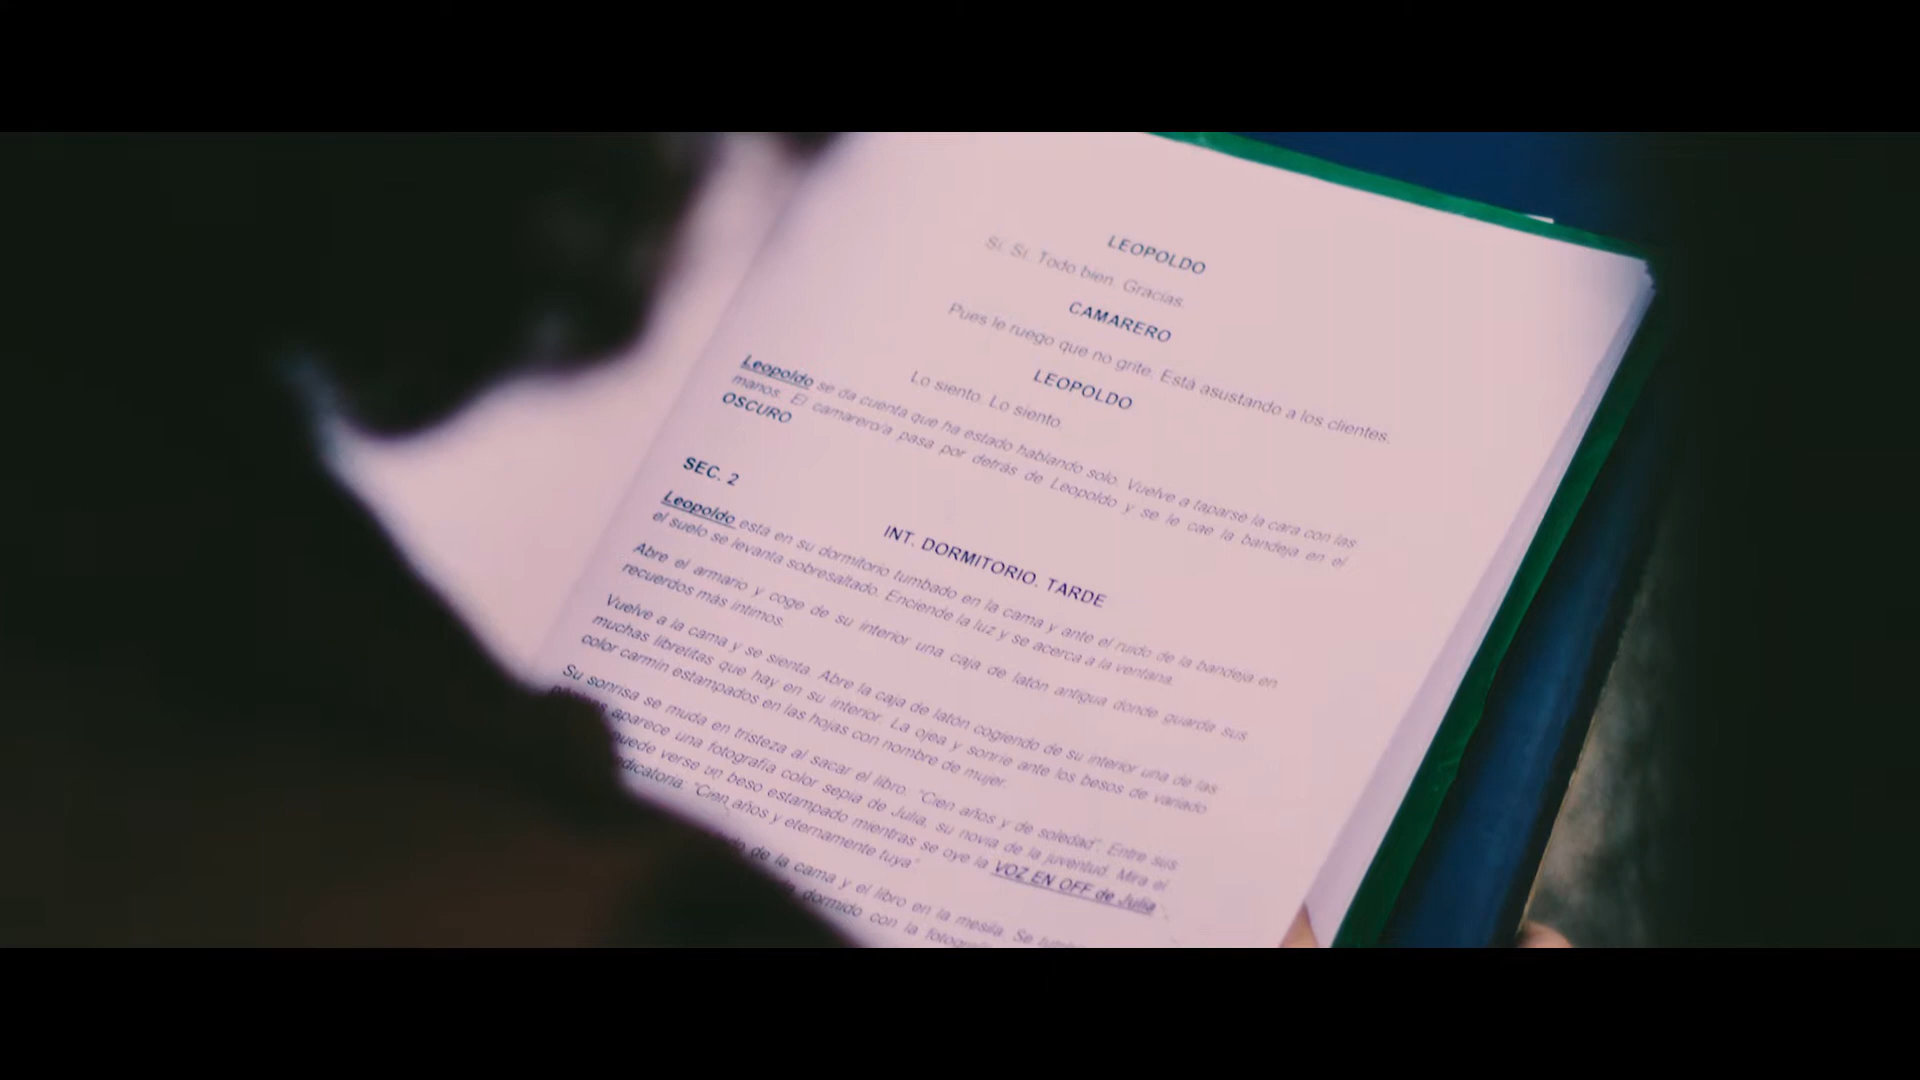 LEOPOLDO
Sí. Sí. Todo bien. Gracias.
CAMARERO
Pues le ruego que no grite. Está asustando a los clientes.
LEOPOLDO
Lo siento. Lo siento.
Leopoldo se da cuenta que ha estado hablando solo. Vuelve a taparse la cara con las
manos. El camarero/a pasa por detrás de Leopoldo y se le cae la bandeja en el
OSCURO
SEC. 2
INT. DORMITORIO. TARDE
Leopoldo está en su dormitorio tumbado en la cama y ante el ruido de la bandeja en
el suelo se levanta sobresaltado. Enciende la luz y se acerca a la ventana.
Abre el armario y coge de su interior una caja de latón antigua donde guarda sus
recuerdos más íntimos.
Vuelve a la cama y se sienta. Abre la caja de latón cogiendo de su interior una de las
muchas libretitas que hay en su interior. La ojea y sonríe ante los besos de variado
color carmín estampados en las hojas con nombre de mujer.
Su sonrisa se muda en tristeza al sacar el libro. "Cien años y de soledad". Entre sus
aparece una fotografía color sepia de Julia, su novia de la juventud. Mira el
puede verse un beso estampado mientras se oye la VOZ EN OFF de Julia
"Cien años y eternamente tuya"
de la cama y el libro en la mesita. Se
dormido con la